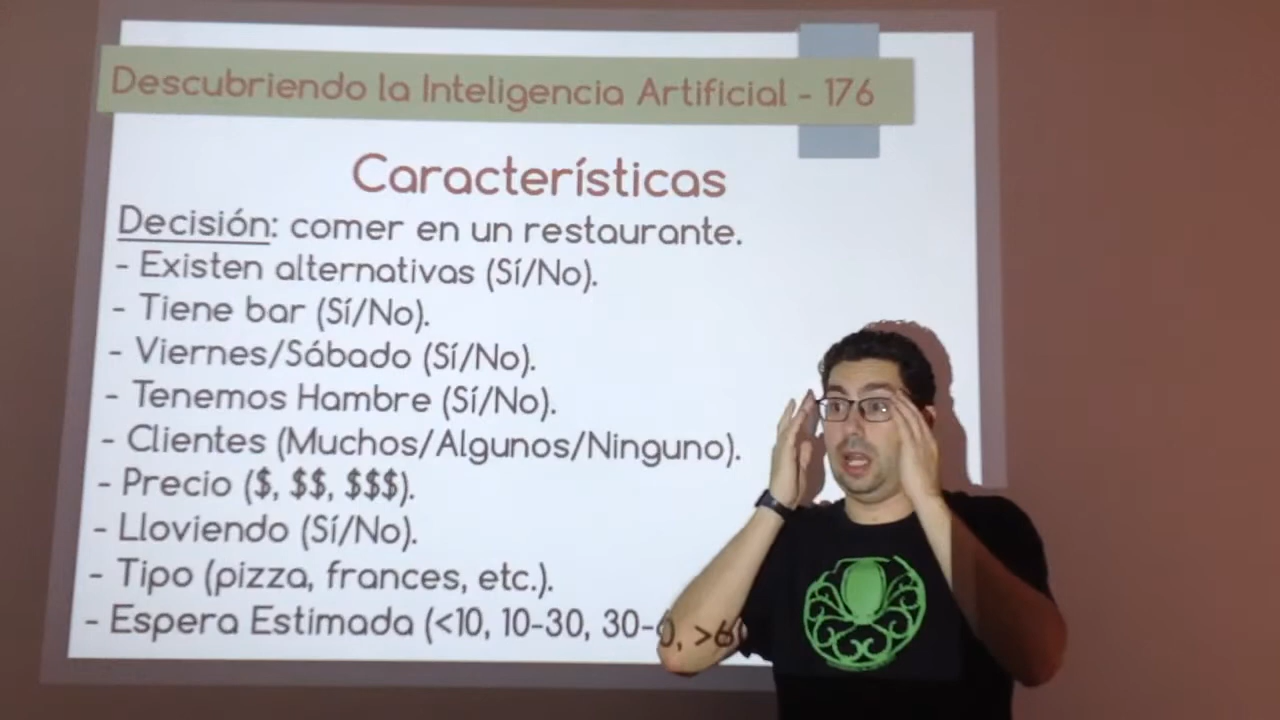 Descubriendo la Inteligencia Artificial - 176
Características
Decisión: comer en un restaurante.
- Existen alternativas (Sí/No).
- Tiene bar (Sí/No).
- Viernes/Sábado (Sí/No).
- Tenemos Hambre (Sí/No).
- Clientes (Muchos/Algunos/Ninguno).
- Precio ($, $$, $$$).
- Lloviendo (Sí/No).
- Tipo (pizza, frances, etc.).
- Espera Estimada (<10, 10-30,